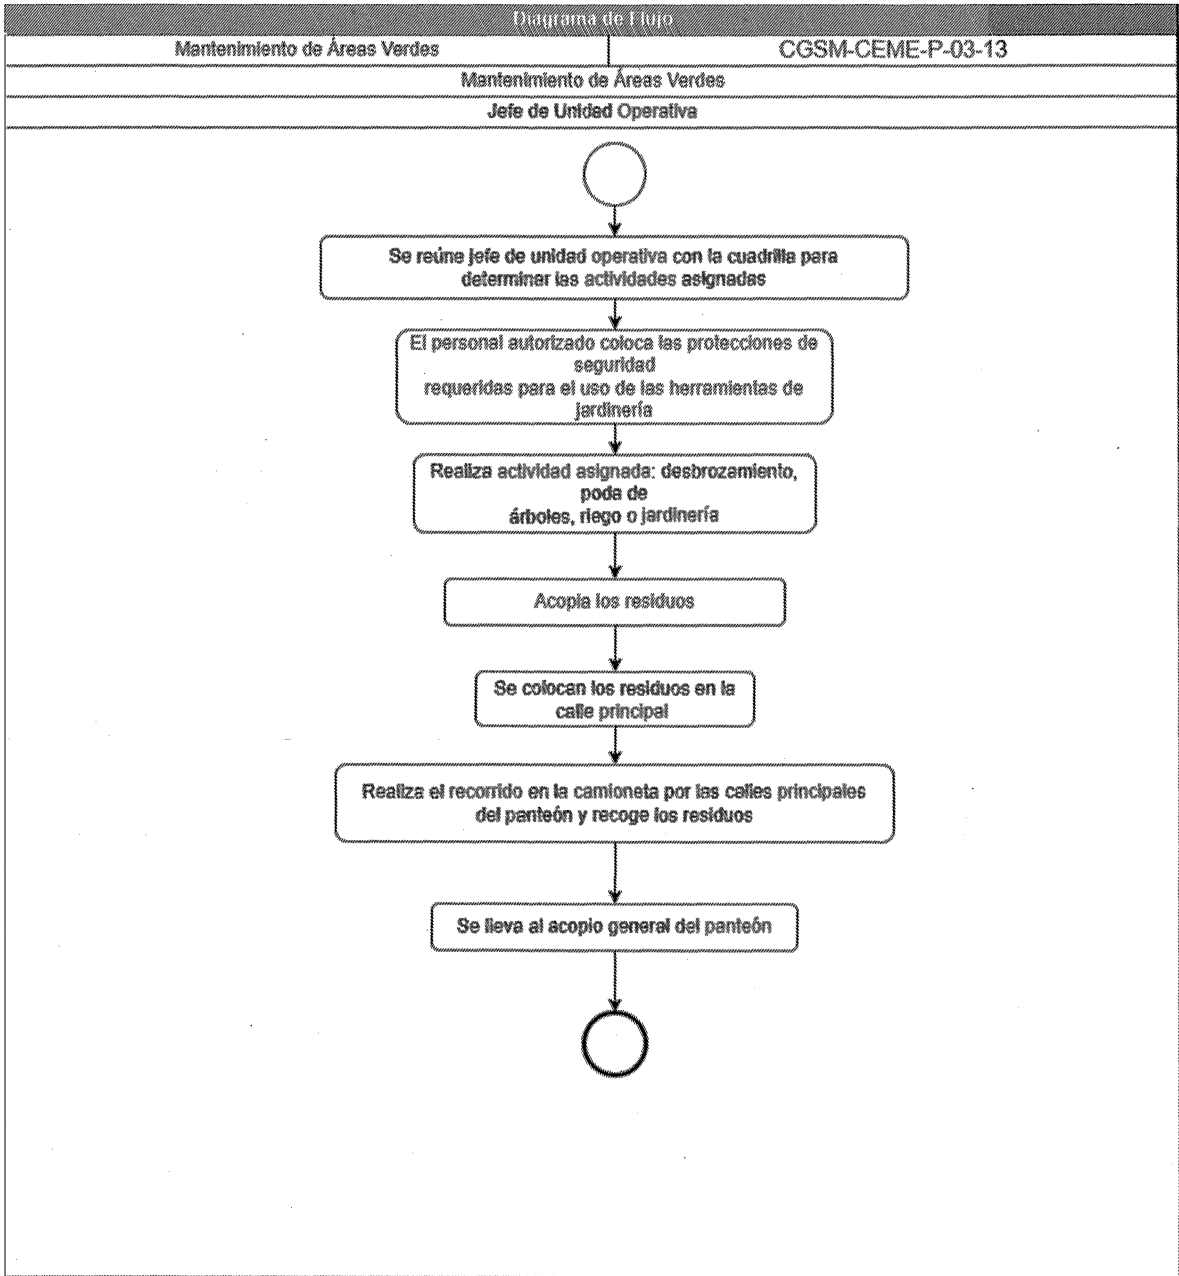 Diagrama de Flujo
Mantenimiento de Áreas Verdes
CGSM-CEME-P-03-13
Mantenimiento de Áreas Verdes
Jefe de Unidad Operativa
Se reúne jefe de unidad operativa con la cuadrilla para
determinar las actividades asignadas
El personal autorizado coloca las protecciones de
seguridad
requeridas para el uso de las herramientas de
jardinería
Realiza actividad asignada: desbrozamiento,
poda de
árboles, riego o jardinería
Acopia los residuos
Se colocan los residuos en la
calle principal
Realiza el recorrido en la camioneta por las calles principales
del panteón y recoge los residuos
Se lleva al acopio general del panteón